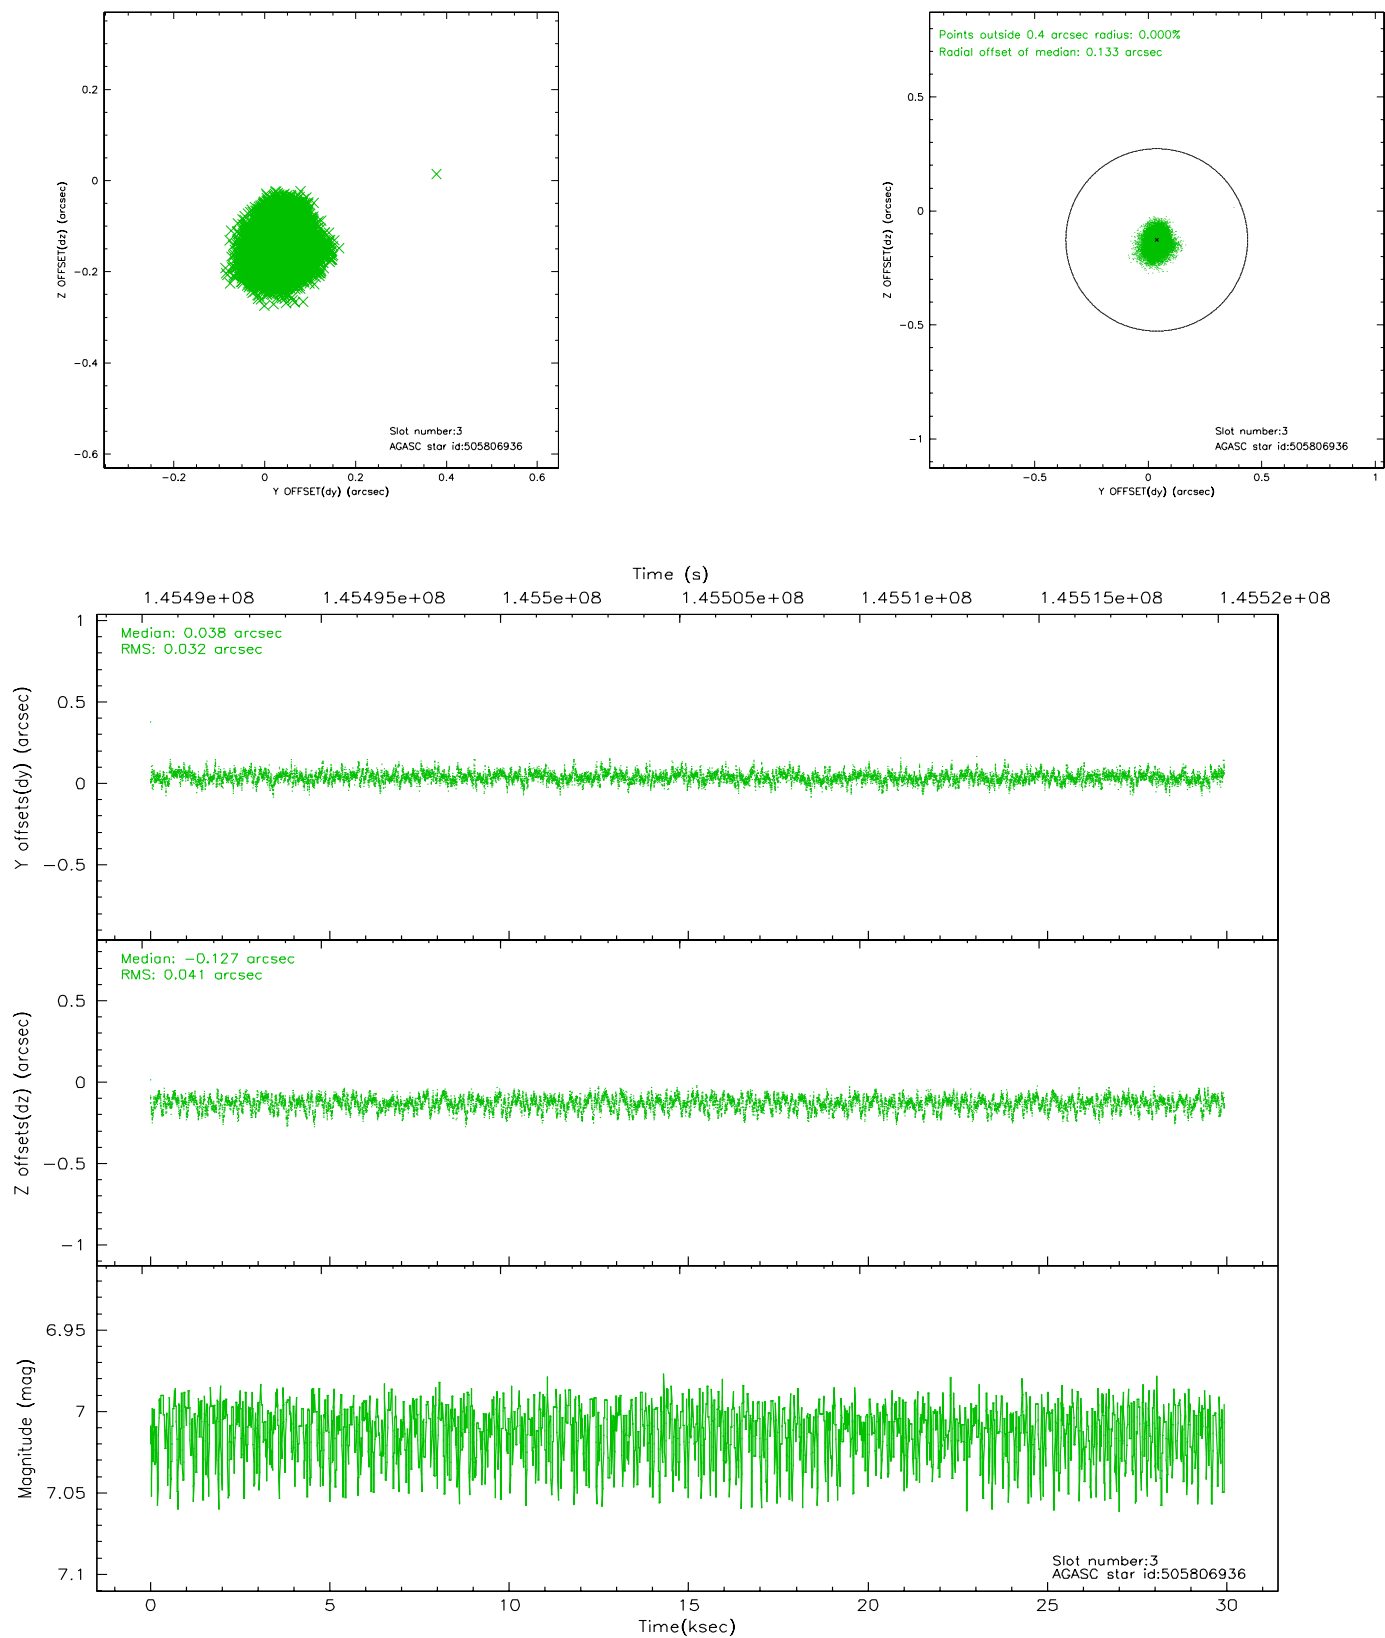 0.2
0
−0.2
−0.4
−0.6
Z OFFSET(dz) (arcsec)
Slot number:3
AGASC star id:505806936
−0.2
0
0.2
0.4
0.6
Y OFFSET(dy) (arcsec)
Points outside 0.4 arcsec radius: 0.000%
Radial offset of median: 0.133 arcsec
0.5
0
−0.5
−1
Z OFFSET(dz) (arcsec)
Slot number:3
AGASC star id:505806936
−0.5
0
0.5
1
Y OFFSET(dy) (arcsec)
Time (s)
1.4549e+08
1.45495e+08
1.455e+08
1.45505e+08
1.4551e+08
1.45515e+08
1.4552e+08
Median: 0.038 arcsec
RMS: 0.032 arcsec
1
0.5
0
−0.5
Y offsets(dy) (arcsec)
Median: −0.127 arcsec
RMS: 0.041 arcsec
0.5
0
−0.5
−1
Z offsets(dz) (arcsec)
6.95
7
7.05
7.1
Magnitude (mag)
Slot number:3
AGASC star id:505806936
0
5
10
15
20
25
30
Time(ksec)